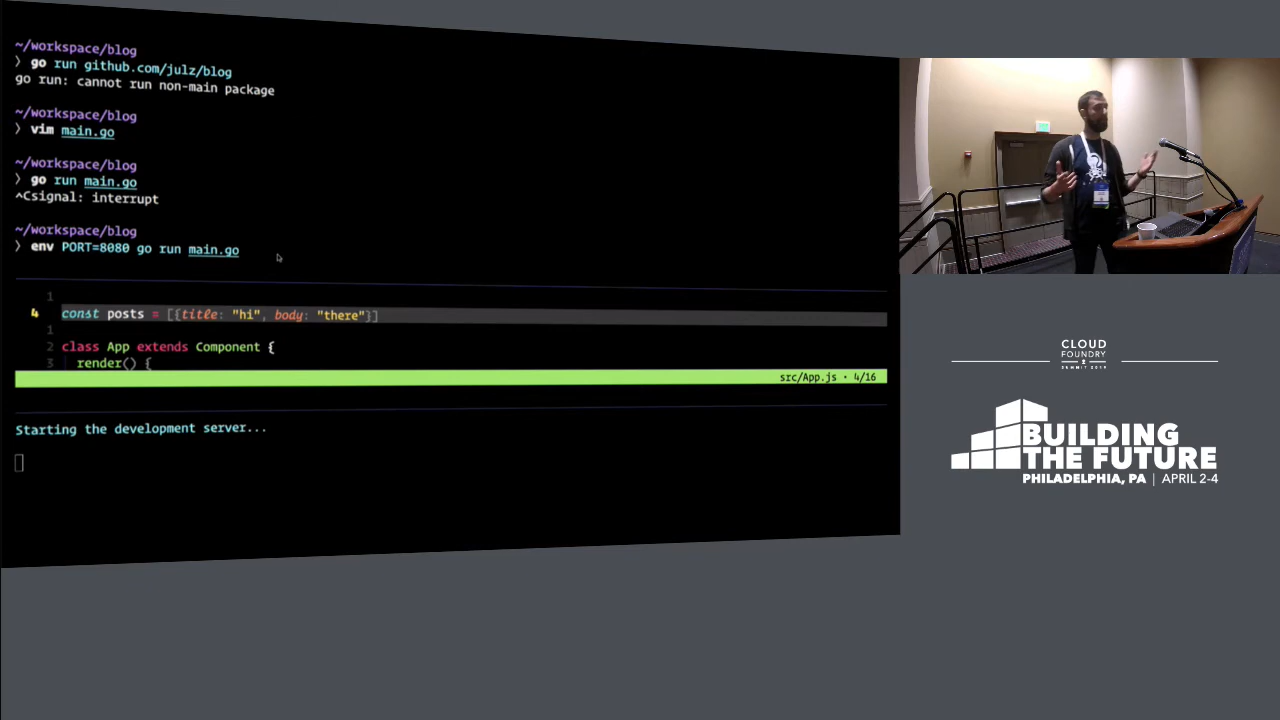 ~/workspace/blog
❯ go run github.com/julz/blog
go run: cannot run non-main package
~/workspace/blog
❯ vim main.go
~/workspace/blog
❯ go run main.go
^Csignal: interrupt
~/workspace/blog
❯ env PORT=8080 go run main.go
1
4 const posts = [{title: "hi", body: "there"}]
1
2 class App extends Component {
3 render() {
src/App.js · 4/16
Starting the development server...
CLOUD
FOUNDRY
SUMMIT 2019
BUILDING
THE FUTURE
PHILADELPHIA, PA | APRIL 2-4